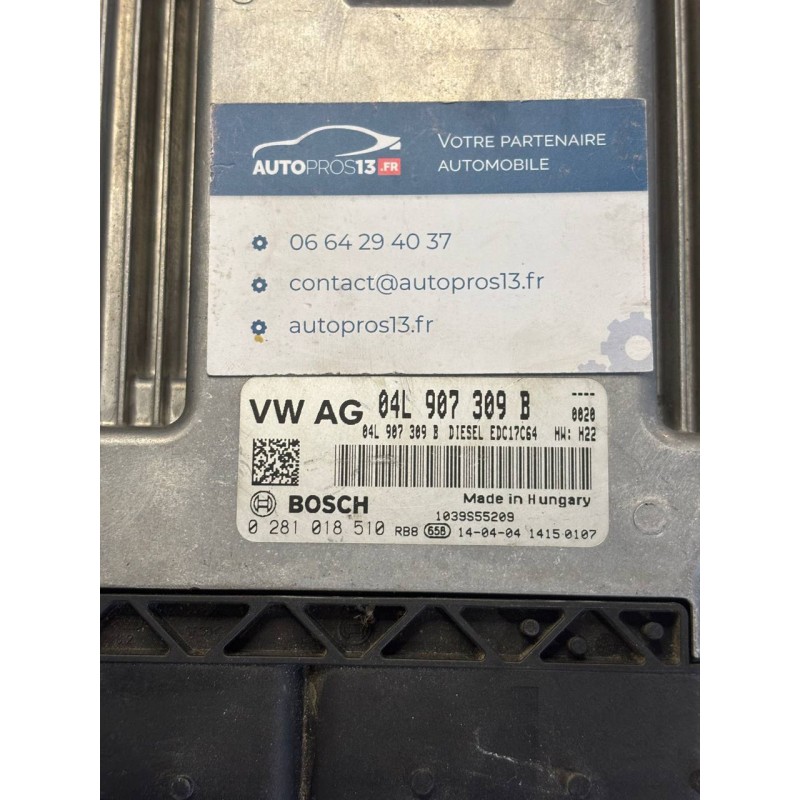 VOTRE PARTENAIRE
AUTOMOBILE
AUTOPROS13.FR
06 64 29 40 37
contact@autopros13.fr
autopros13.fr
VW AG 04L 907 309 B ----
0020
04L 907 309 B DIESEL EDC17C64 HW: H22
BOSCH Made in Hungary
1039S55209
0 281 018 510 RB8 658 14-04-04 1415 0107